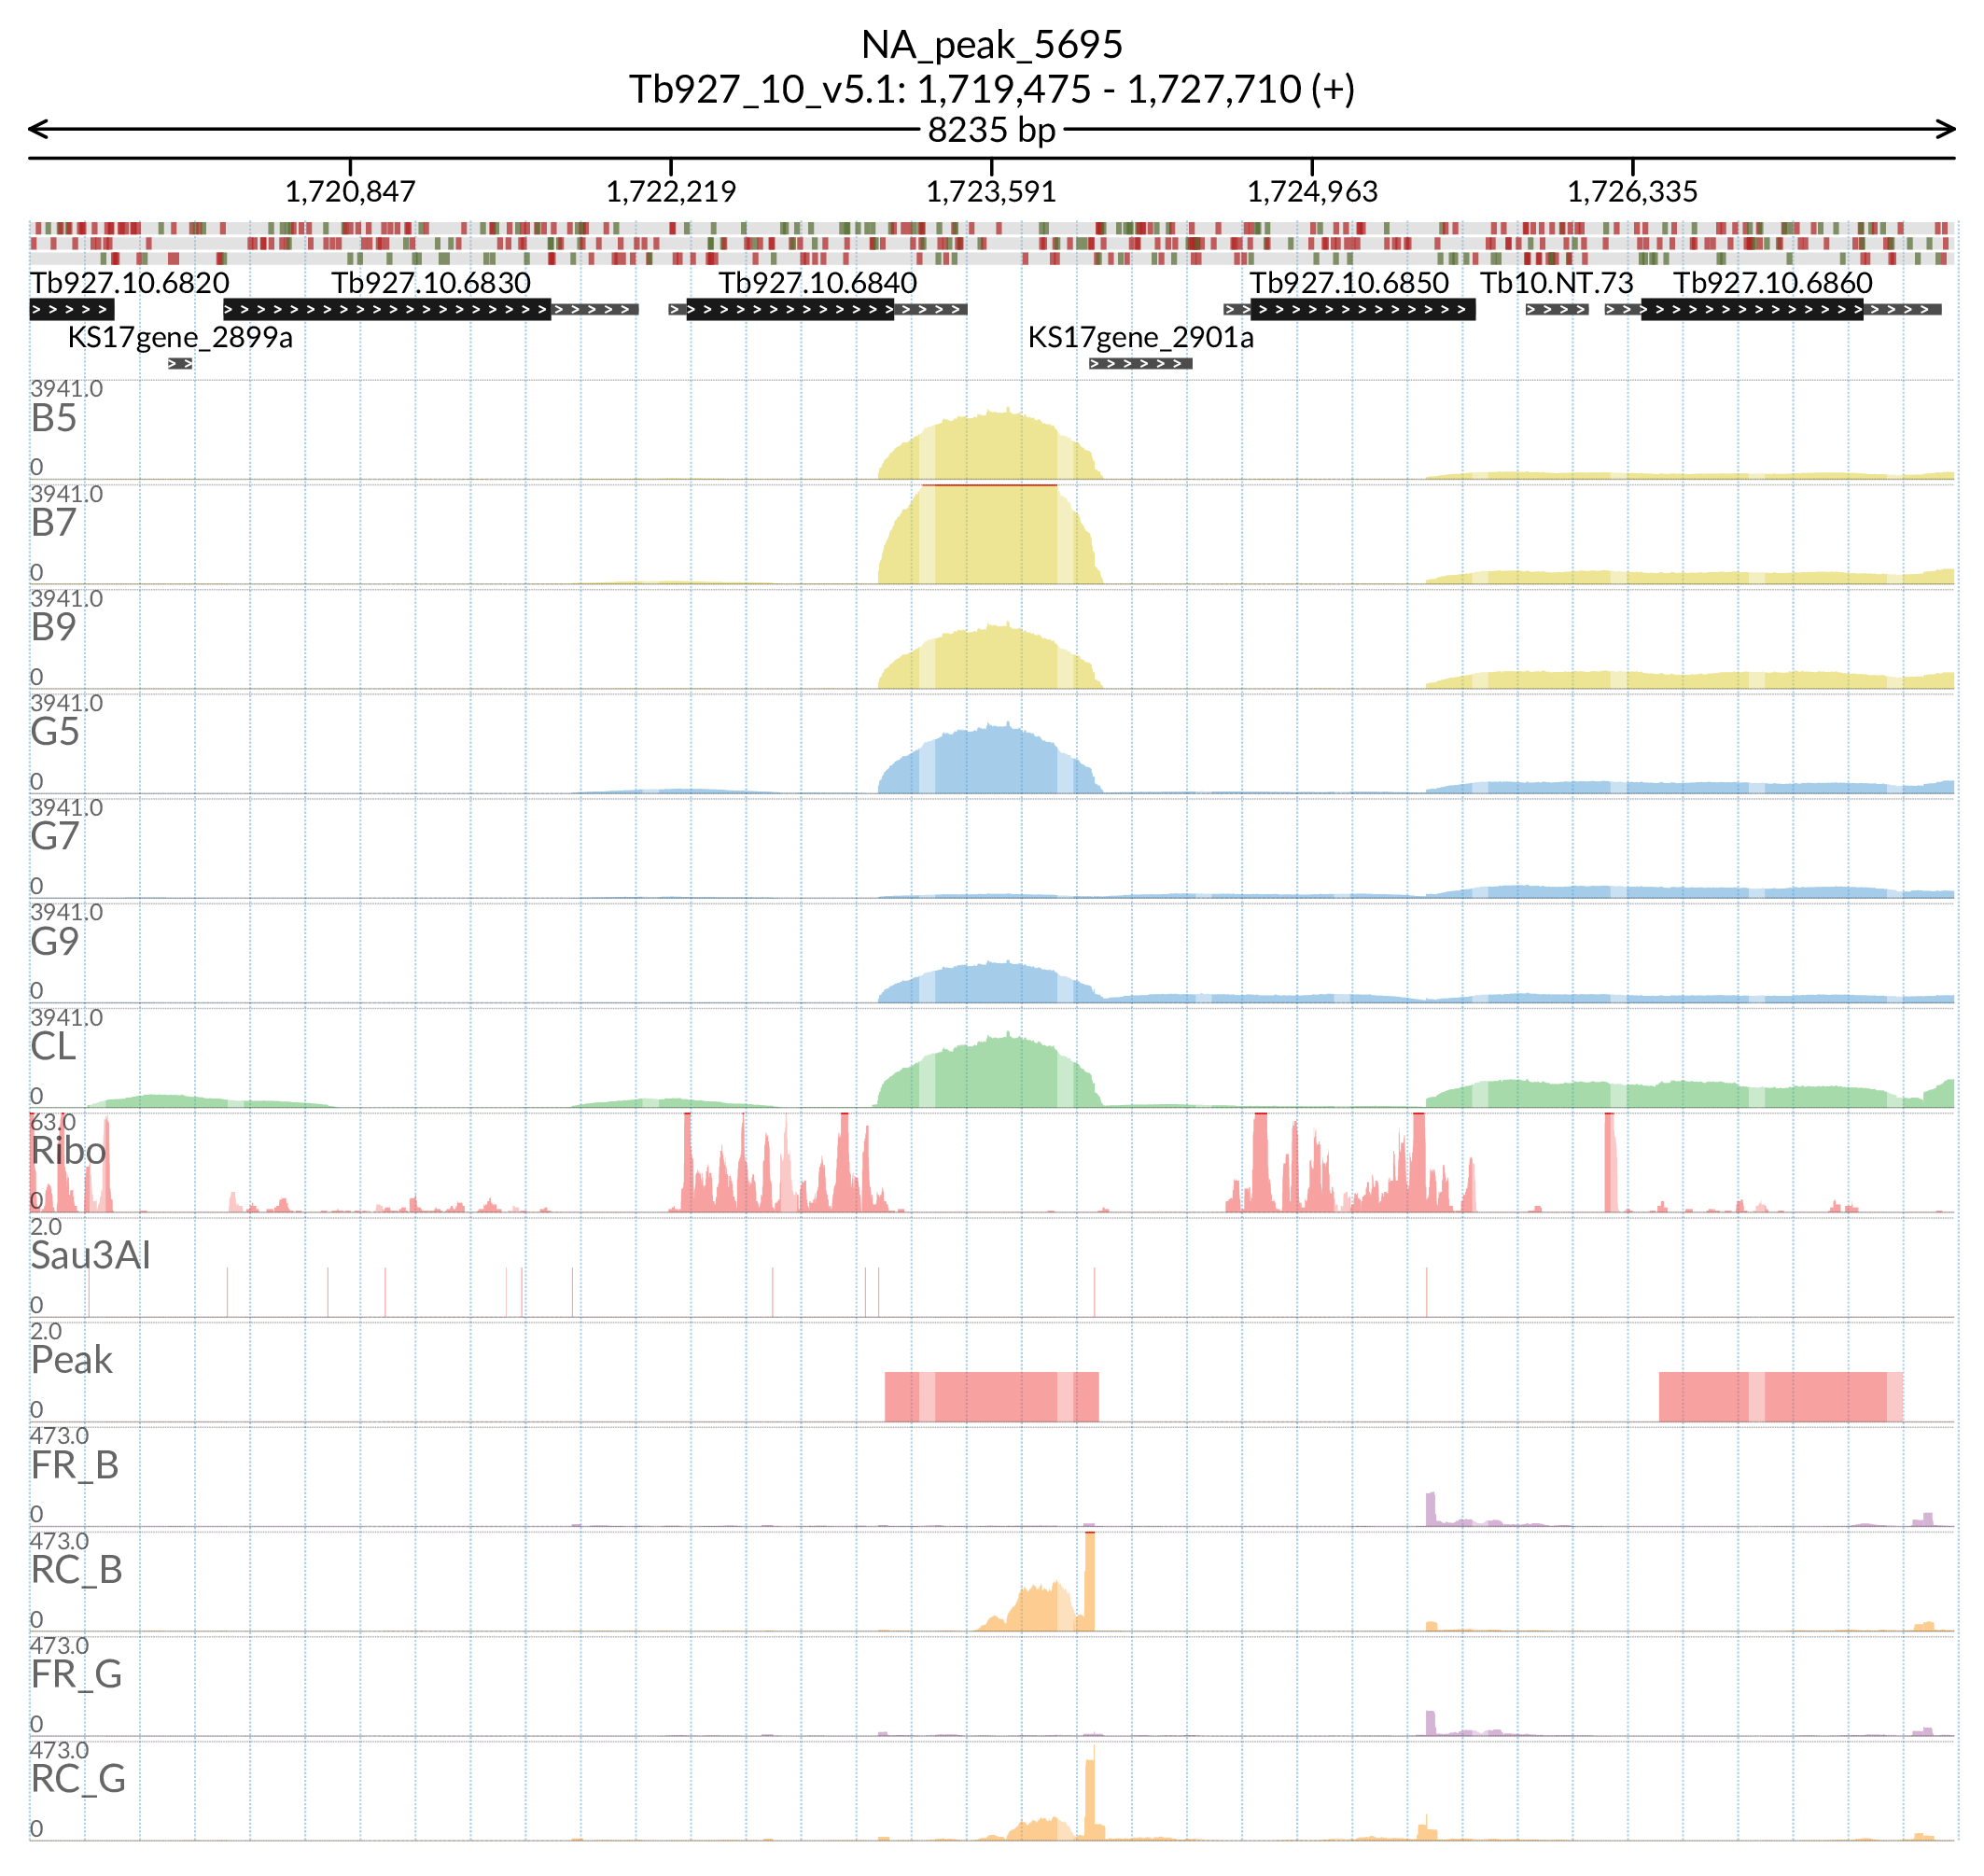 NA_peak_5695
Tb927_10_v5.1: 1,719,475 - 1,727,710 (+)
8235 bp
1,720,847 1,722,219 1,723,591 1,724,963 1,726,335
Tb927.10.6820 Tb927.10.6830 Tb927.10.6840 Tb927.10.6850 Tb10.NT.73 Tb927.10.6860
KS17gene_2899a KS17gene_2901a
3941.0
B5
0
3941.0
B7
0
3941.0
B9
0
3941.0
G5
0
3941.0
G7
0
3941.0
G9
0
3941.0
CL
0
63.0
Ribo
0
2.0
Sau3AI
0
2.0
Peak
0
473.0
FR_B
0
473.0
RC_B
0
473.0
FR_G
0
473.0
RC_G
0